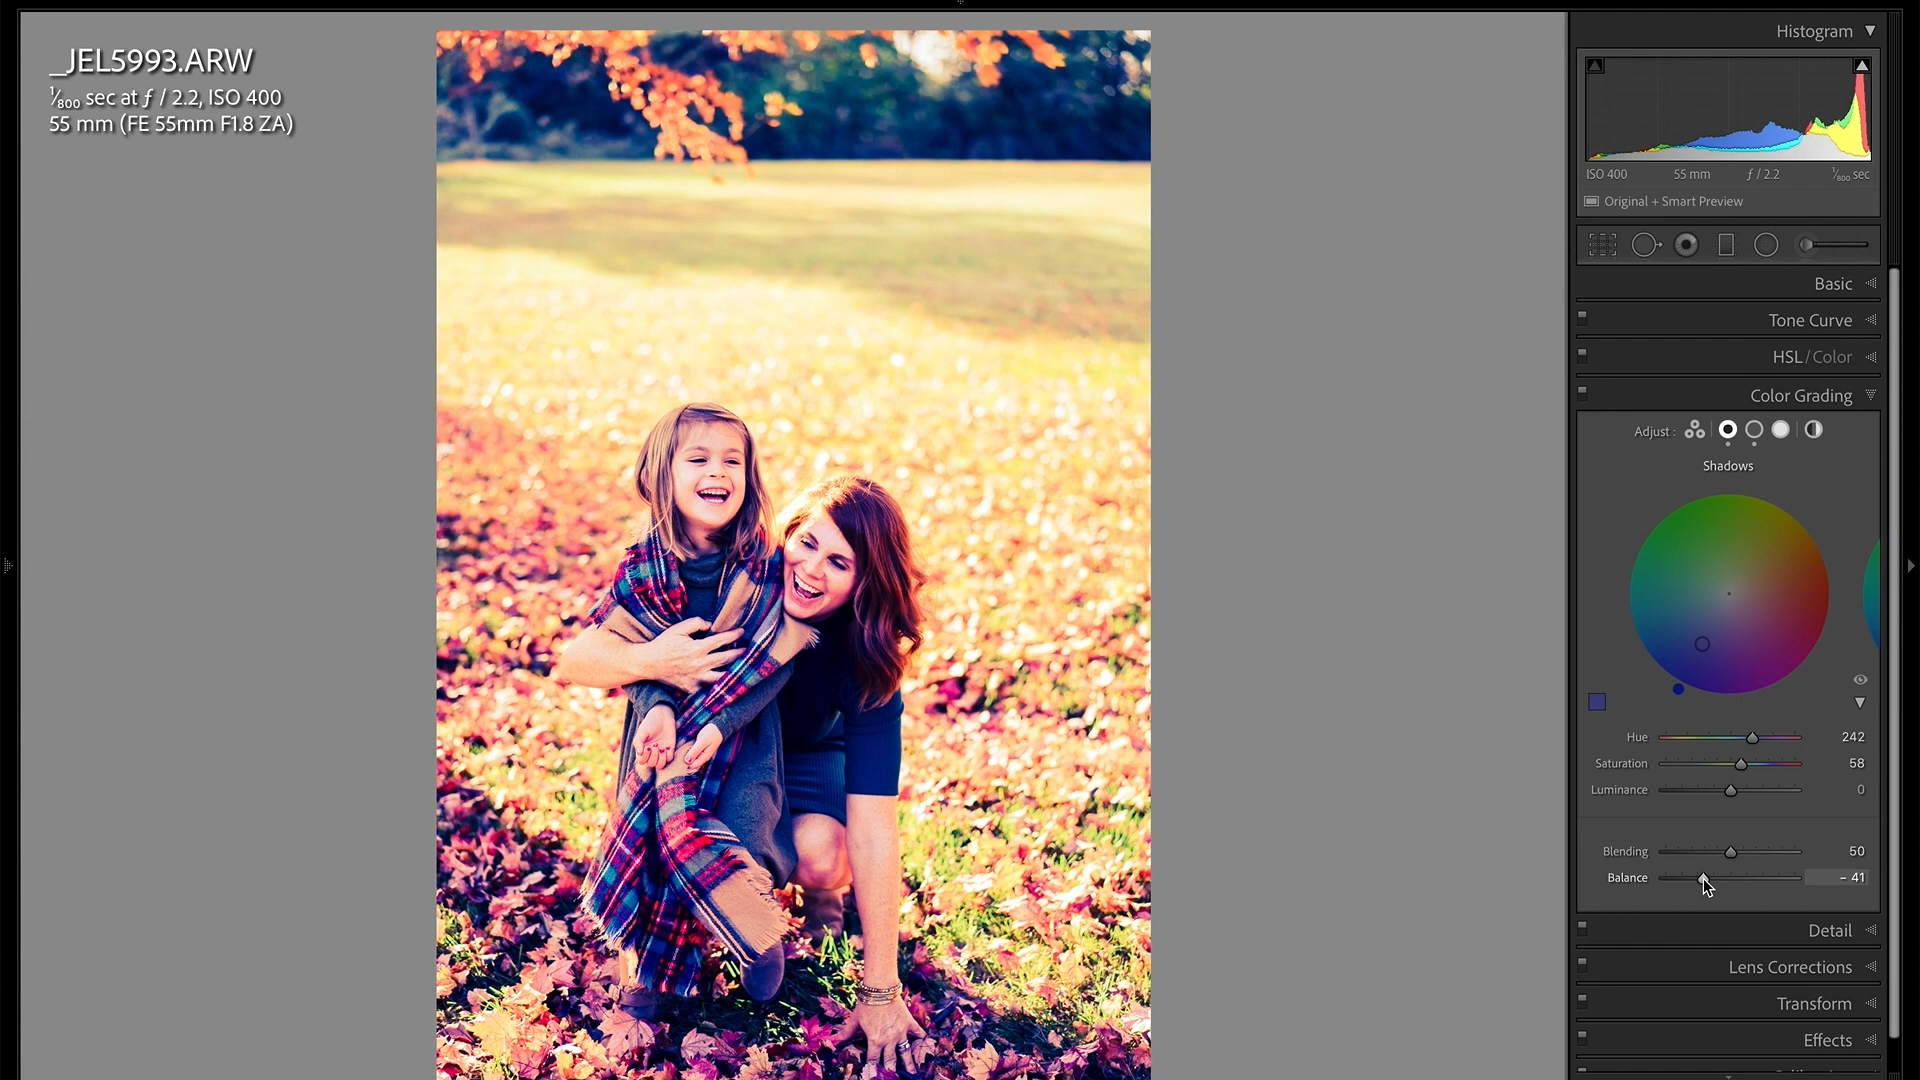 _JEL5993.ARW
1/800 sec at ƒ / 2.2, ISO 400
55 mm (FE 55mm F1.8 ZA)
Histogram
ISO 400 55 mm ƒ / 2.2 1/800 sec
Original + Smart Preview
Basic
Tone Curve
HSL / Color
Color Grading
Adjust :
Shadows
Hue 242
Saturation 58
Luminance 0
Blending 50
Balance – 41
Detail
Lens Corrections
Transform
Effects